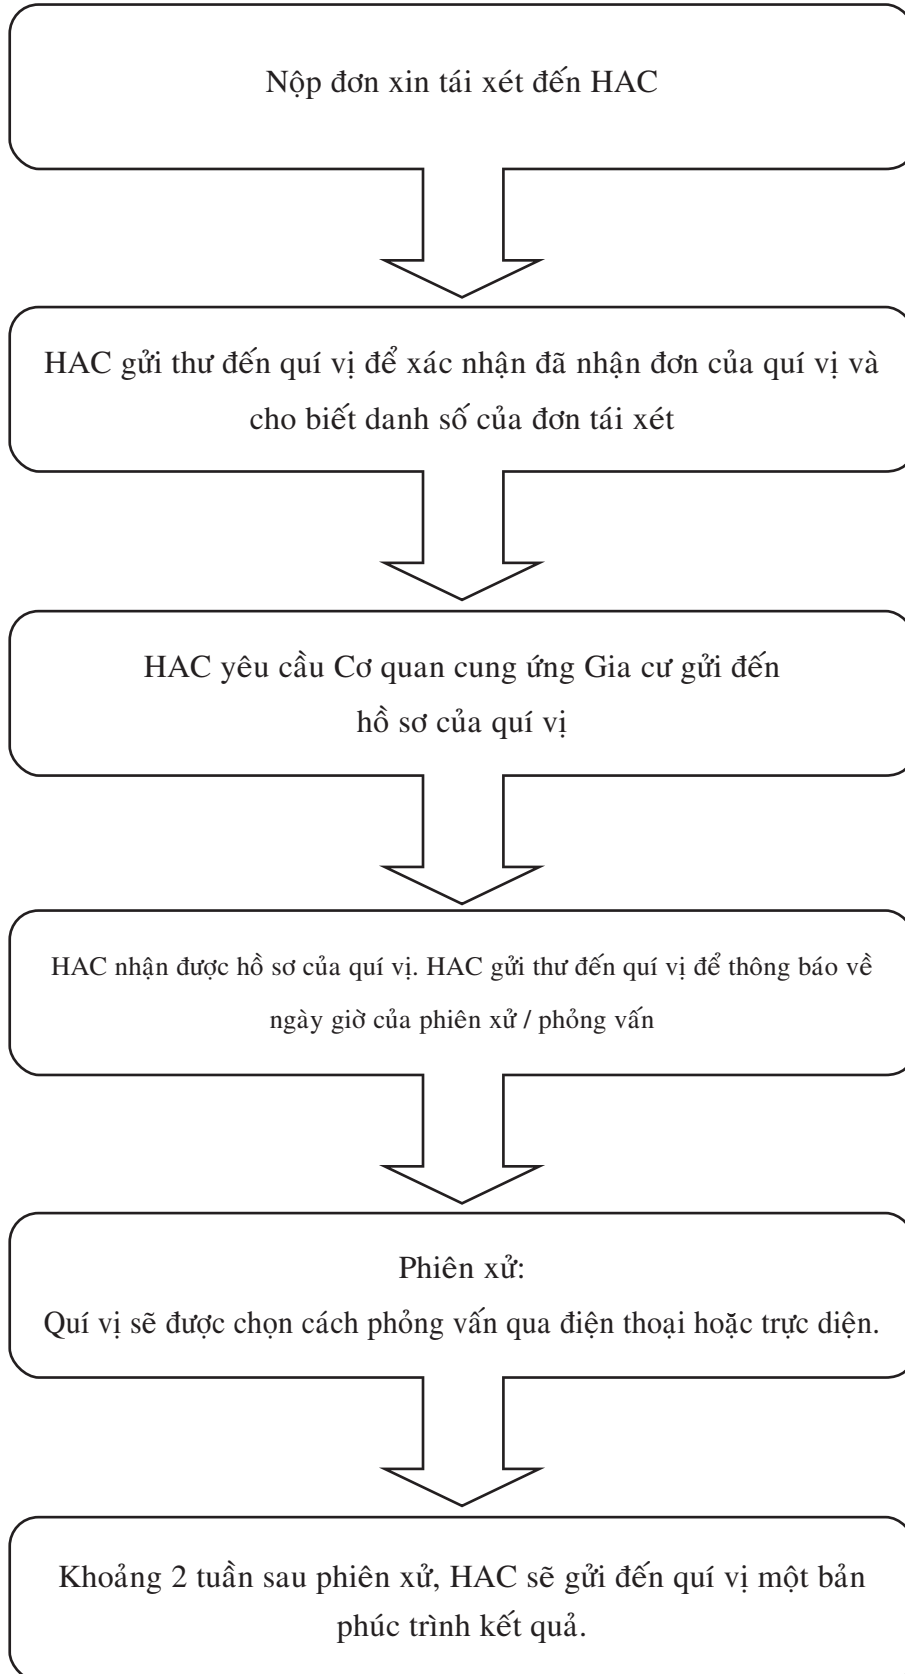 Nộp đơn xin tái xét đến HAC
HAC gửi thư đến quí vị để xác nhận đã nhận đơn của quí vị và
cho biết danh số của đơn tái xét
HAC yêu cầu Cơ quan cung ứng Gia cư gửi đến
hồ sơ của quí vị
HAC nhận được hồ sơ của quí vị. HAC gửi thư đến quí vị để thông báo về
ngày giờ của phiên xử / phỏng vấn
Phiên xử:
Quí vị sẽ được chọn cách phỏng vấn qua điện thoại hoặc trực diện.
Khoảng 2 tuần sau phiên xử, HAC sẽ gửi đến quí vị một bản
phúc trình kết quả.